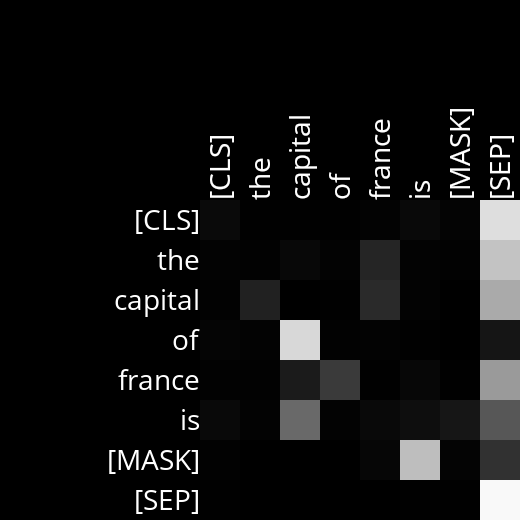 [CLS] the capital of france is [MASK] [SEP]
[CLS]
the
capital
of
france
is
[MASK]
[SEP]